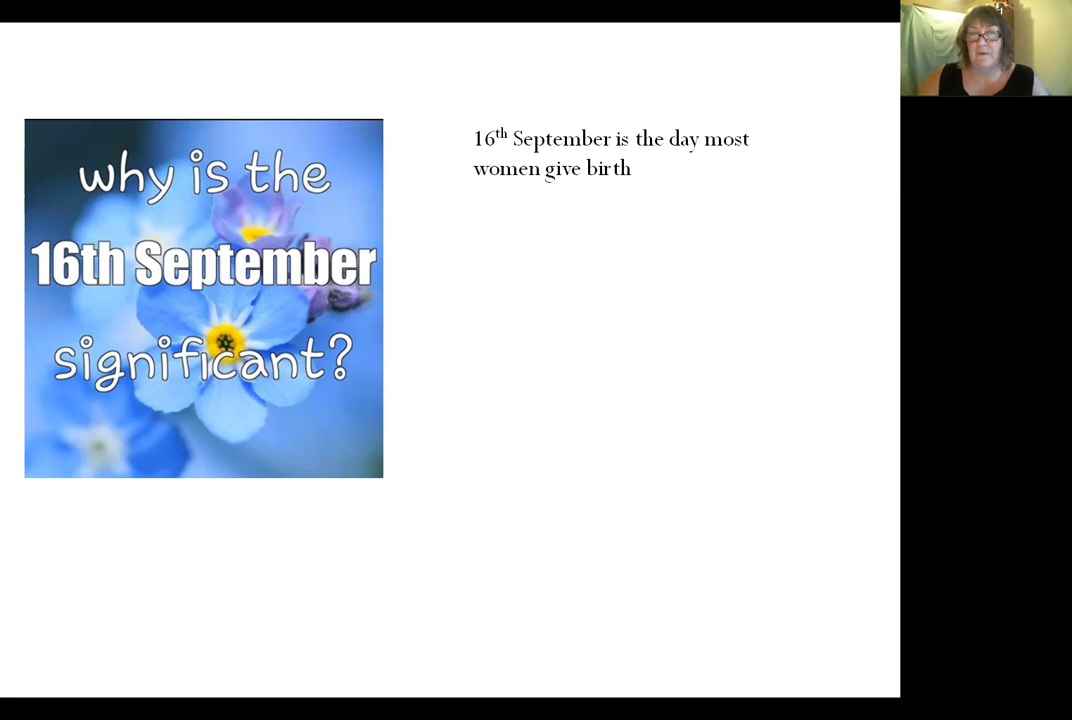 why is the
16th September
significant?
16th September is the day most
women give birth